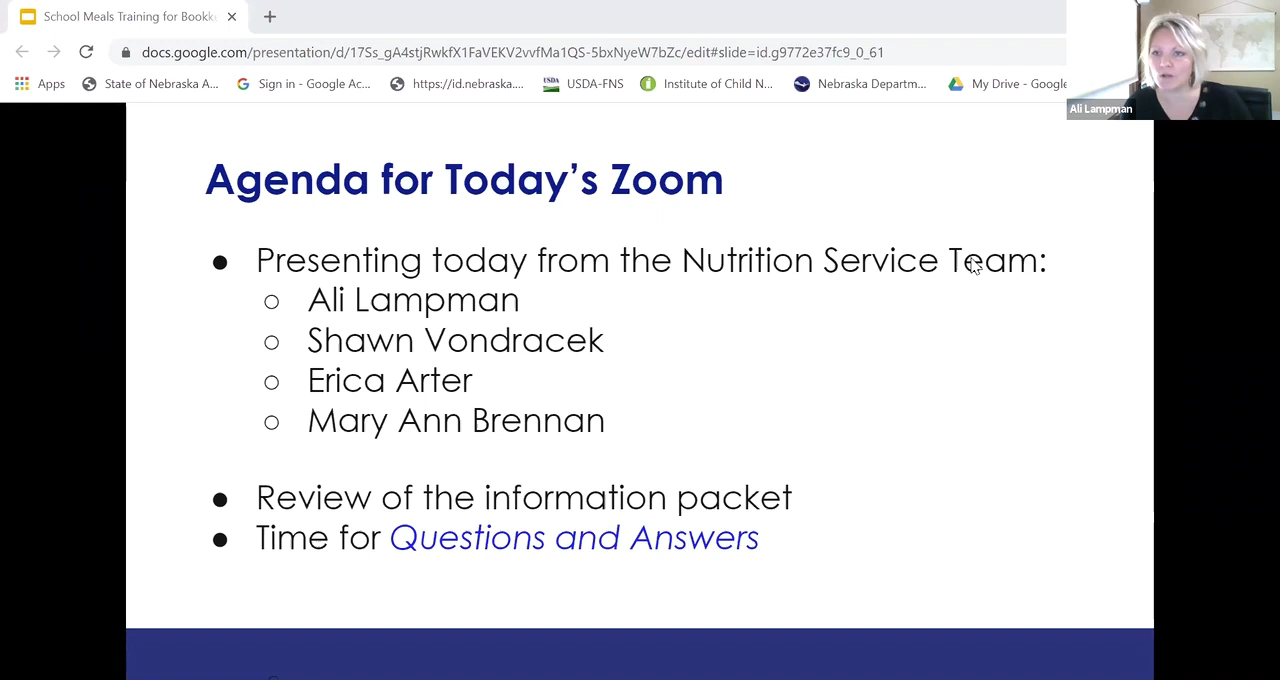 School Meals Training for Bookke
docs.google.com/presentation/d/17Ss_gA4stjRwkfX1FaVEKV2vvfMa1QS-5bxNyeW7bZc/edit#slide=id.g9772e37fc9_0_61
Apps State of Nebraska A... Sign in - Google Ac... https://id.nebraska.... USDA USDA-FNS Institute of Child N... Nebraska Departm... My Drive - Google
Ali Lampman
Agenda for Today's Zoom
● Presenting today from the Nutrition Service Team:
○ Ali Lampman
○ Shawn Vondracek
○ Erica Arter
○ Mary Ann Brennan
● Review of the information packet
● Time for Questions and Answers